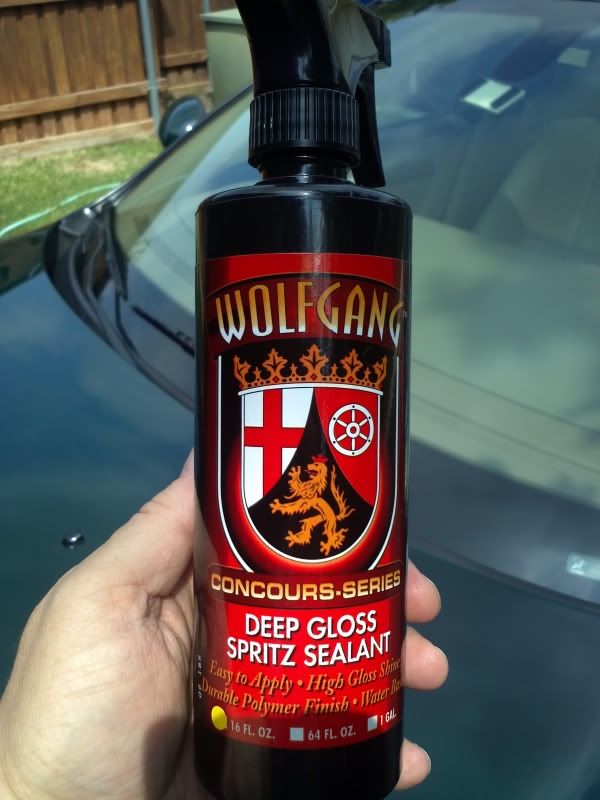 WOLFGANG™
CONCOURS-SERIES
DEEP GLOSS
SPRITZ SEALANT
Easy to Apply • High Gloss Shine
Durable Polymer Finish • Water
16 FL. OZ. 64 FL. OZ. 1 GAL.